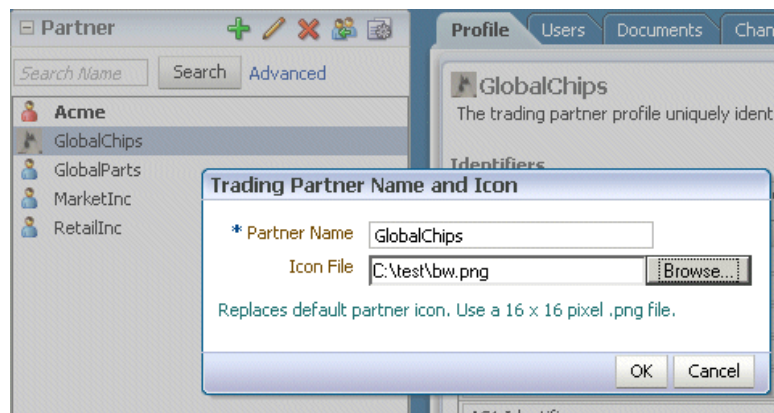 Partner
Search Name Search Advanced
Acme
GlobalChips
GlobalParts
MarketInc
RetailInc
Profile Users Documents Chan
GlobalChips
The trading partner profile uniquely ident
Identifiers
Trading Partner Name and Icon
* Partner Name GlobalChips
Icon File C:\test\bw.png Browse...
Replaces default partner icon. Use a 16 x 16 pixel .png file.
OK Cancel